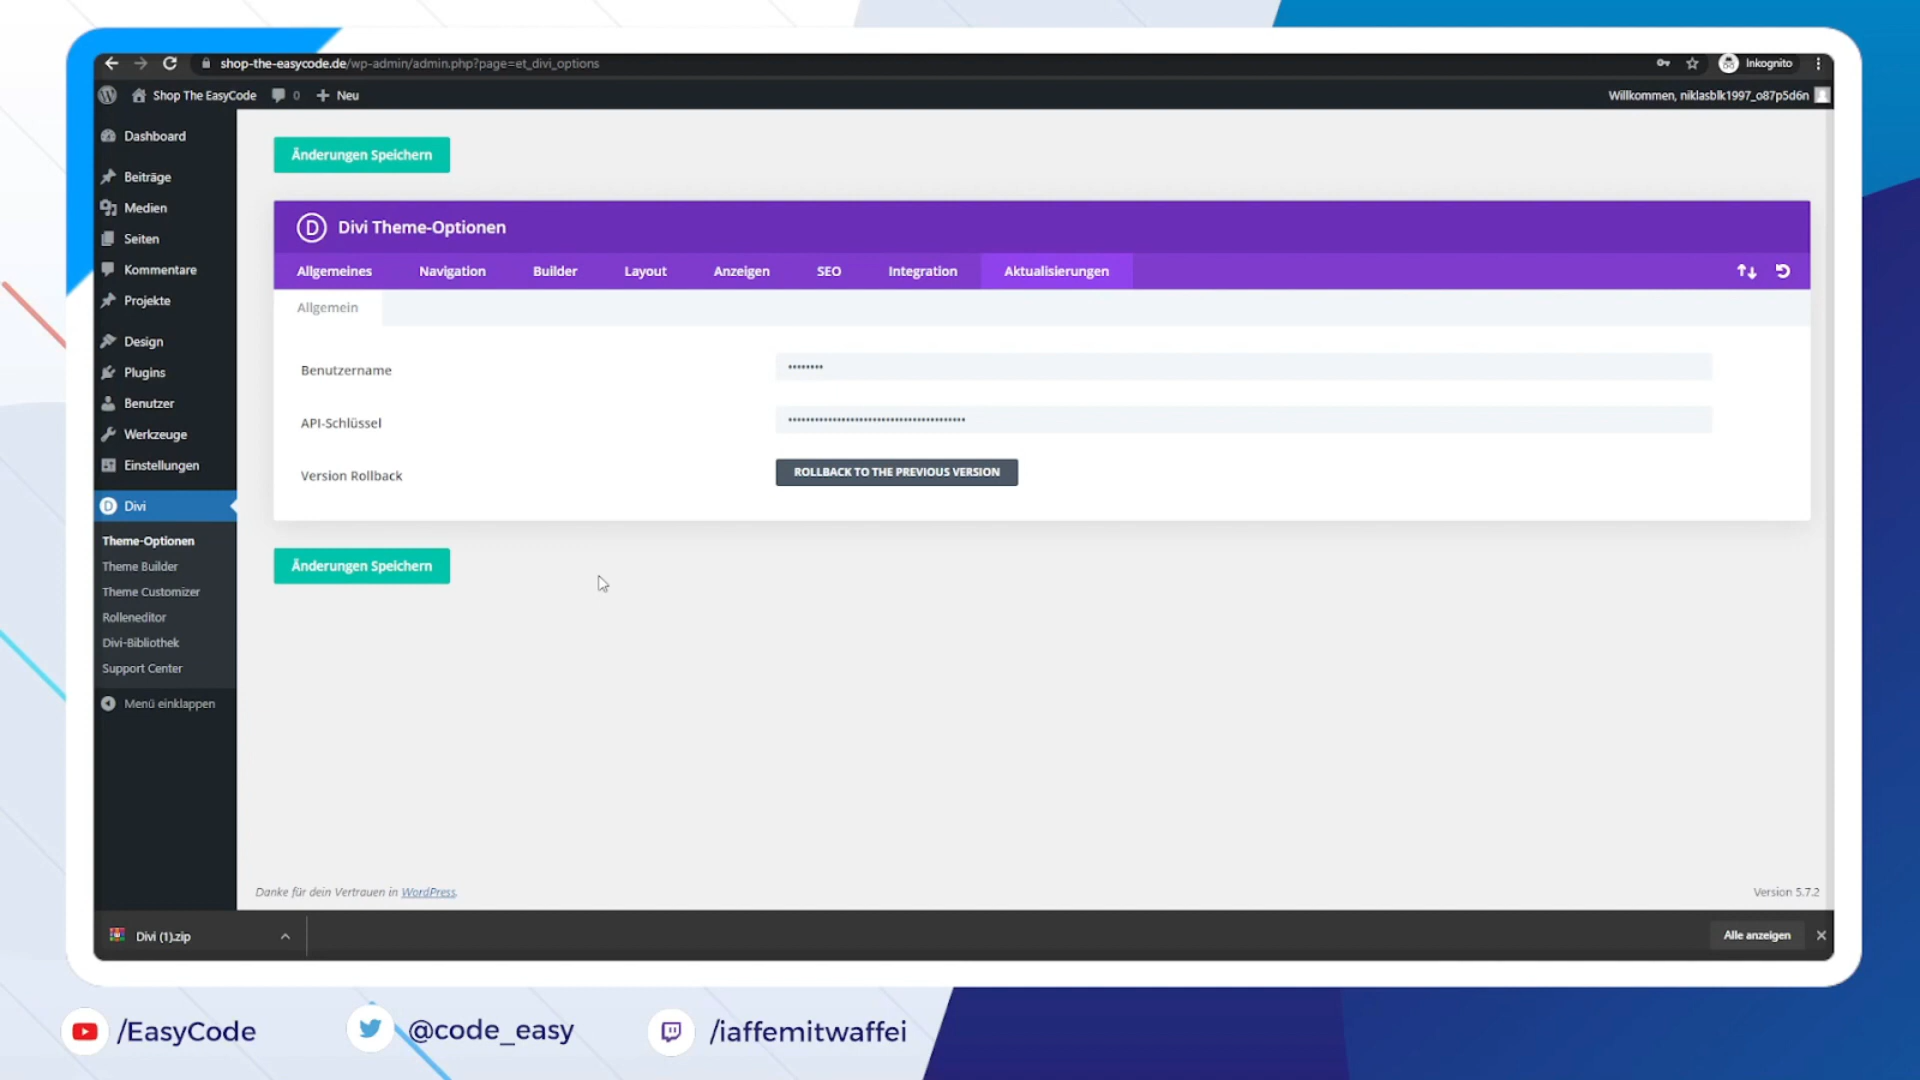 shop-the-easycode.de/wp-admin/admin.php?page=et_divi_options
Inkognito
Shop The EasyCode
0
Neu
Willkommen, niklasblk1997_o87p5d6n
Dashboard
Beiträge
Medien
Seiten
Kommentare
Projekte
Design
Plugins
Benutzer
Werkzeuge
Einstellungen
Divi
Theme-Optionen
Theme Builder
Theme Customizer
Rolleneditor
Divi-Bibliothek
Support Center
Menü einklappen
Änderungen Speichern
D Divi Theme-Optionen
Allgemeines Navigation Builder Layout Anzeigen SEO Integration Aktualisierungen
Allgemein
Benutzername
API-Schlüssel
Version Rollback
ROLLBACK TO THE PREVIOUS VERSION
Änderungen Speichern
Danke für dein Vertrauen in WordPress.
Version 5.7.2
Divi (1).zip
Alle anzeigen
/EasyCode
@code_easy
/iaffemitwaffei